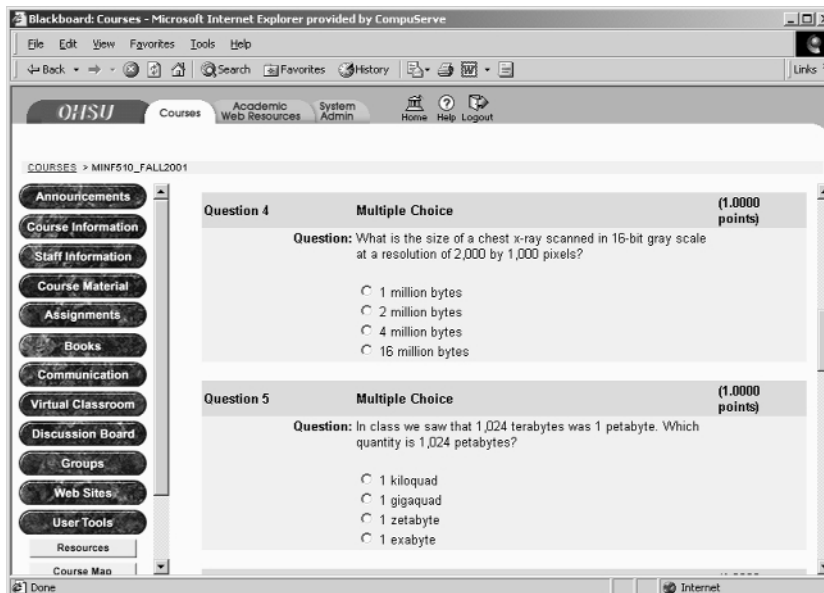 Blackboard: Courses - Microsoft Internet Explorer provided by CompuServe
File Edit View Favorites Tools Help
Back Search Favorites History Links
OHSU Courses Academic Web Resources System Admin Home Help Logout
COURSES > MINF510_FALL2001
Announcements
Course Information
Staff Information
Course Material
Assignments
Books
Communication
Virtual Classroom
Discussion Board
Groups
Web Sites
User Tools
Resources
Course Map
Question 4 Multiple Choice (1.0000 points)
Question: What is the size of a chest x-ray scanned in 16-bit gray scale
at a resolution of 2,000 by 1,000 pixels?
1 million bytes
2 million bytes
4 million bytes
16 million bytes
Question 5 Multiple Choice (1.0000 points)
Question: In class we saw that 1,024 terabytes was 1 petabyte. Which
quantity is 1,024 petabytes?
1 kiloquad
1 gigaquad
1 zetabyte
1 exabyte
Done Internet